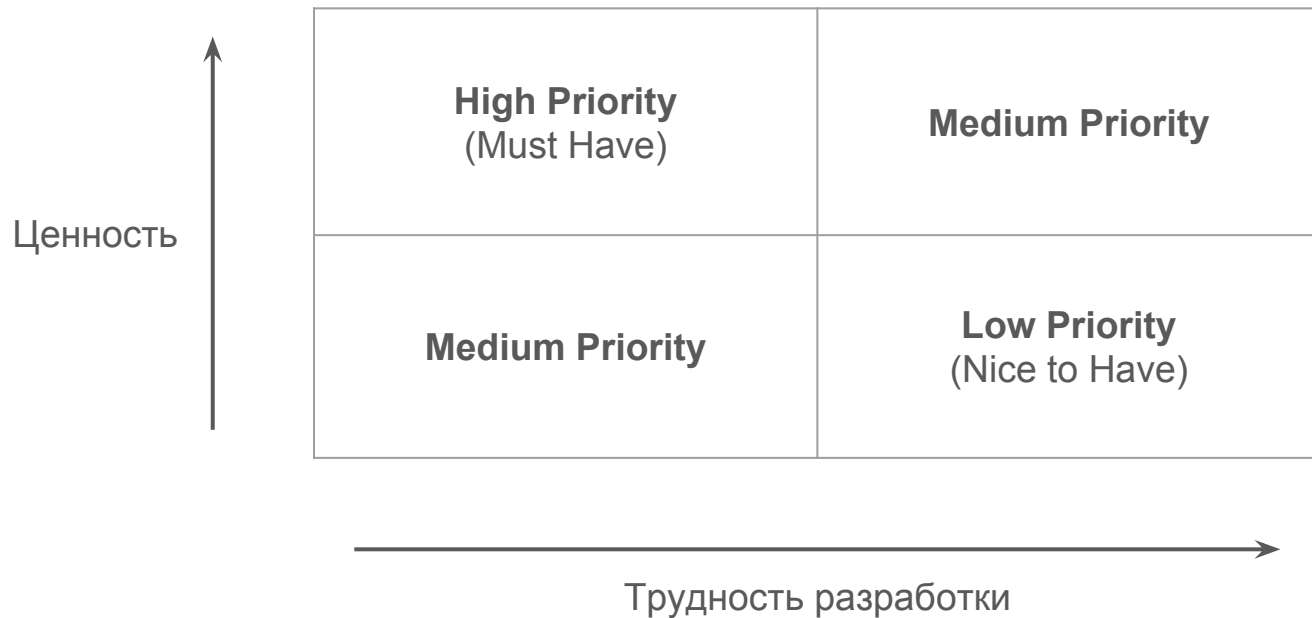 High Priority
(Must Have)
Medium Priority
Ценность
Medium Priority
Low Priority
(Nice to Have)
Трудность разработки